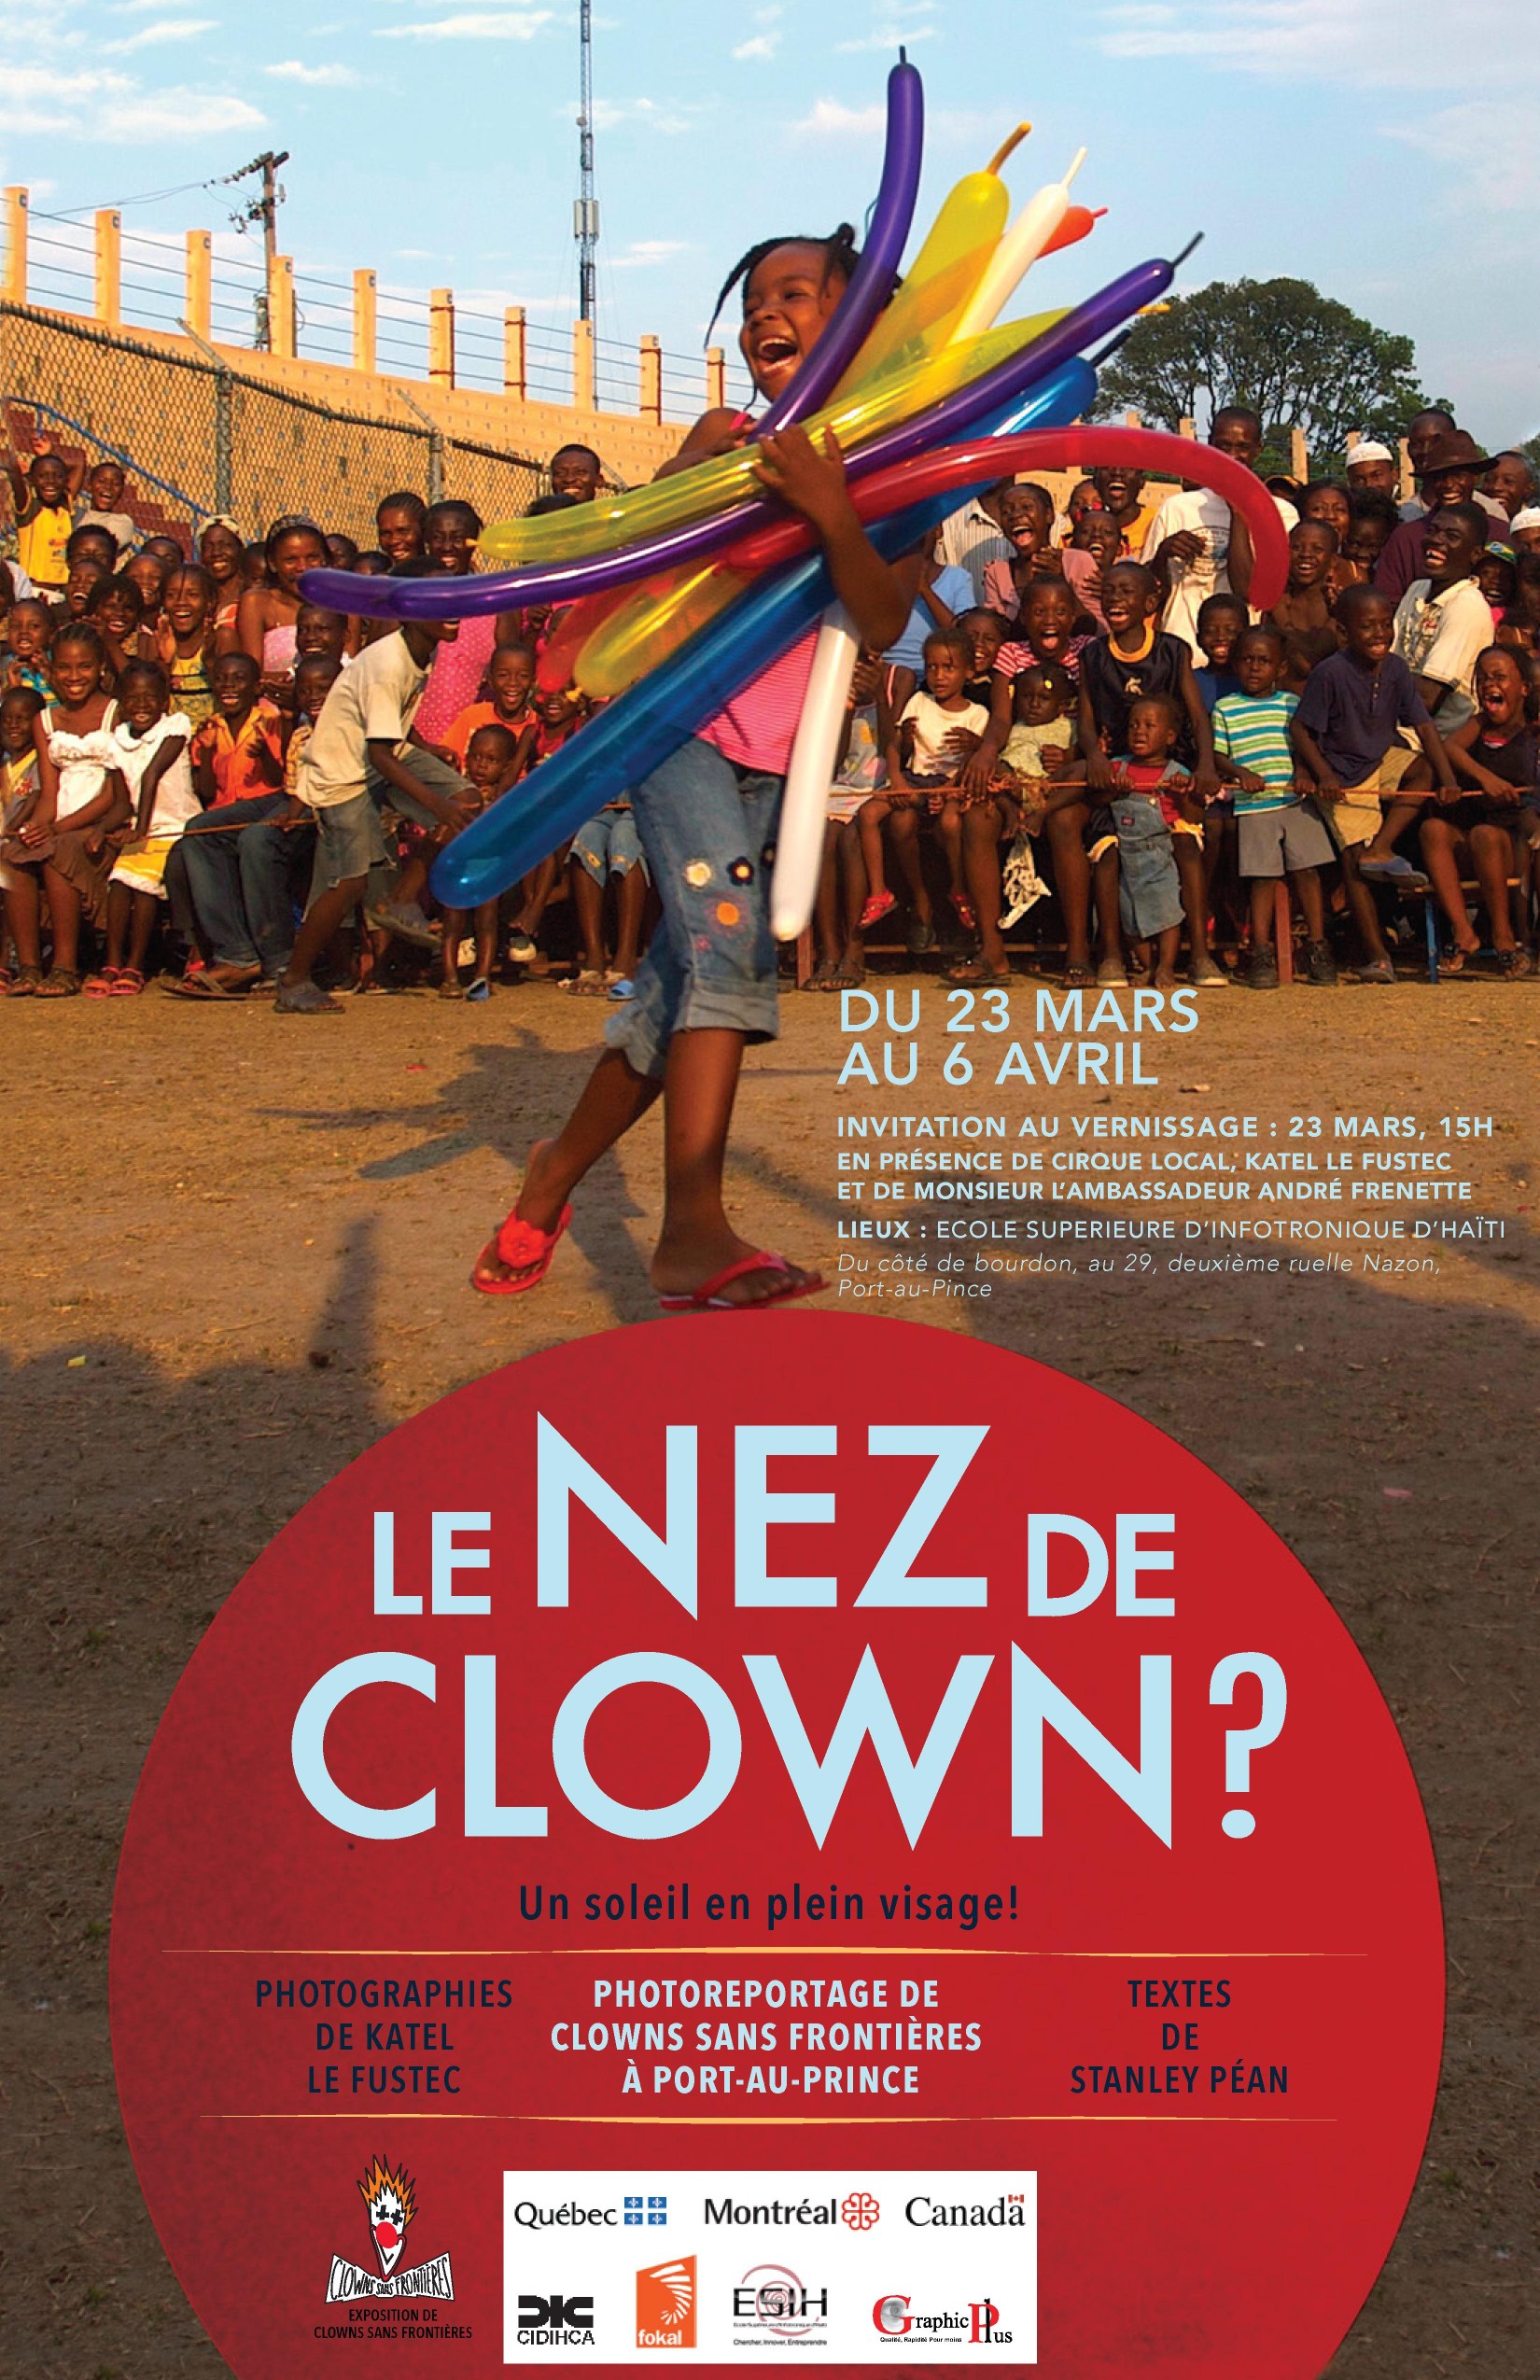 DU 23 MARS
AU 6 AVRIL
INVITATION AU VERNISSAGE : 23 MARS, 15H
EN PRÉSENCE DE CIRQUE LOCAL, KATEL LE FUSTEC
ET DE MONSIEUR L'AMBASSADEUR ANDRÉ FRENETTE
LIEUX : ECOLE SUPERIEURE D'INFOTRONIQUE D'HAÏTI
Du côté de bourdon, au 29, deuxième ruelle Nazon,
Port-au-Pince
LE NEZ DE
CLOWN?
Un soleil en plein visage!
PHOTOGRAPHIES
DE KATEL
LE FUSTEC
PHOTOREPORTAGE DE
CLOWNS SANS FRONTIÈRES
À PORT-AU-PRINCE
TEXTES
DE
STANLEY PÉAN
CLOWNS SANS FRONTIÈRES
EXPOSITION DE
CLOWNS SANS FRONTIÈRES
Québec
Montréal
Canada
CIDIHCA
fokal
ESIH
Ecole Supérieure d'Infotronique d'Haïti
Chercher, Innover, Entreprendre
Graphic Plus
Qualité, Rapidité Pour moins